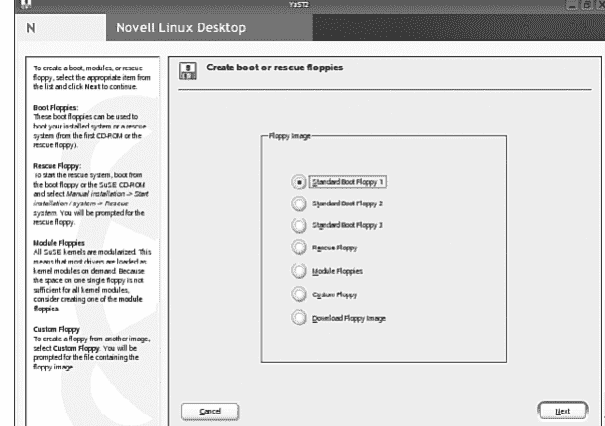 YaST2
N
Novell Linux Desktop
To create a boot, modules, or rescue
floppy, select the appropriate item from
the list and click Next to continue.
Boot Floppies:
These boot floppies can be used to
boot your installed system or a rescue
system (from the first CD-ROM or the
rescue floppy).
Rescue Floppy:
To start the rescue system, boot from
the boot floppy or the SuSE CD-ROM
and select Manual installation -> Start
installation / system -> Rescue
system. You will be prompted for the
rescue floppy.
Module Floppies
All SuSE kernels are modularized. This
means that most drivers are loaded as
kernel modules on demand. Because
the space on one single floppy is not
sufficient for all kernel modules,
consider creating one of the module
floppies.
Custom Floppy
To create a floppy from another image,
select Custom Floppy. You will be
prompted for the file containing the
floppy image.
Create boot or rescue floppies
Floppy Image
Standard Boot Floppy 1
Standard Boot Floppy 2
Standard Boot Floppy 3
Rescue Floppy
Module Floppies
Custom Floppy
Download Floppy Image
Cancel
Next